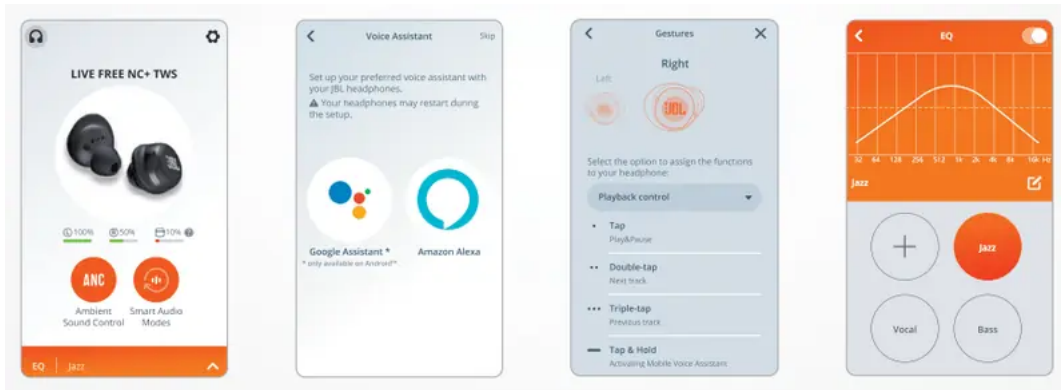 LIVE FREE NC+ TWS
JBL
L 100% R 50% 10%
ANC
Ambient
Sound Control
Smart Audio
Modes
EQ | Jazz
Voice Assistant
Skip
Set up your preferred voice assistant with
your JBL headphones.
Your headphones may restart during
the setup.
Google Assistant *
* only available on Android™
Amazon Alexa
Gestures
Right
Left
JBL
Select the option to assign the functions
to your headphone:
Playback control
Tap
Play&Pause
Double-tap
Next track
Triple-tap
Previous track
Tap & Hold
Activating Mobile Voice Assistant
EQ
32 64 128 256 512 1k 2k 4k 8k 16k Hz
Jazz
Jazz
Vocal
Bass